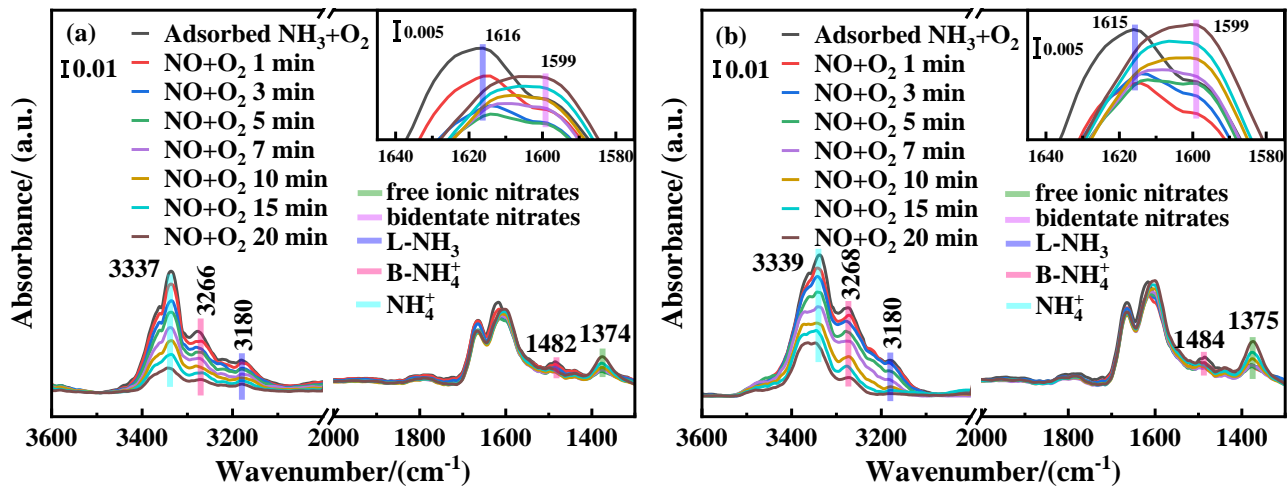 (a)
Adsorbed NH3+O2
I 0.01
NO+O2 1 min
NO+O2 3 min
NO+O2 5 min
NO+O2 7 min
NO+O2 10 min
NO+O2 15 min
NO+O2 20 min
0.005
1616
1599
1640 1620 1600 1580
free ionic nitrates
bidentate nitrates
L-NH3
B-NH4+
NH4+
3337
3266
3180
1482
1374
Absorbance/ (a.u.)
3600 3400 3200 2000 1800 1600 1400
Wavenumber/(cm-1)
(b)
Adsorbed NH3+O2
I 0.01
NO+O2 1 min
NO+O2 3 min
NO+O2 5 min
NO+O2 7 min
NO+O2 10 min
NO+O2 15 min
NO+O2 20 min
0.005
1615
1599
1640 1620 1600 1580
free ionic nitrates
bidentate nitrates
L-NH3
B-NH4+
NH4+
3339
3268
3180
1484
1375
Absorbance/ (a.u.)
3600 3400 3200 2000 1800 1600 1400
Wavenumber/(cm-1)